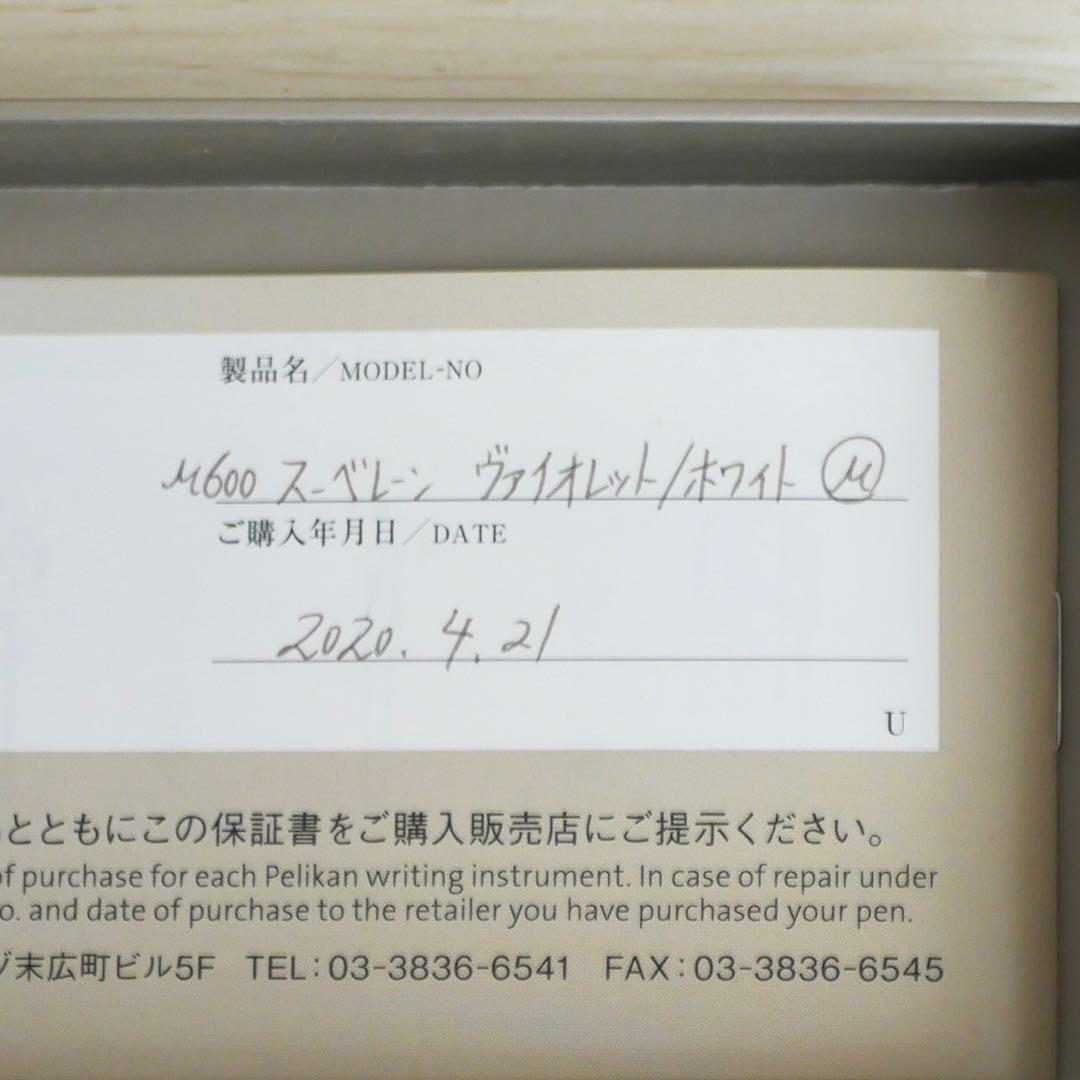 製品名/MODEL-NO
M600 スーベレーン ヴァイオレット/ホワイト Ⓜ
ご購入年月日/DATE
2020. 4. 21
U
とともにこの保証書をご購入販売店にご提示ください。
of purchase for each Pelikan writing instrument. In case of repair under
o. and date of purchase to the retailer you have purchased your pen.
末広町ビル5F TEL:03-3836-6541 FAX:03-3836-6545